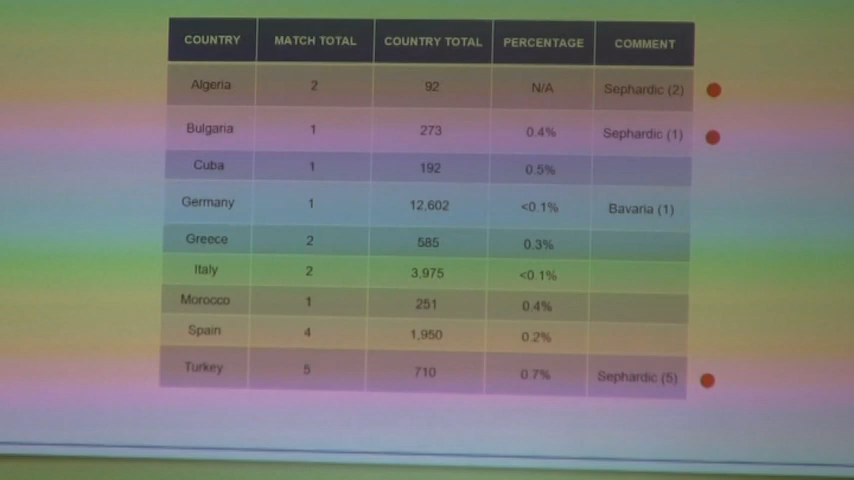 COUNTRY MATCH TOTAL COUNTRY TOTAL PERCENTAGE COMMENT
Algeria 2 92 N/A Sephardic (2)
Bulgaria 1 273 0.4% Sephardic (1)
Cuba 1 192 0.5%
Germany 1 12,602 <0.1% Bavaria (1)
Greece 2 585 0.3%
Italy 2 3,975 <0.1%
Morocco 1 251 0.4%
Spain 4 1,950 0.2%
Turkey 5 710 0.7% Sephardic (5)